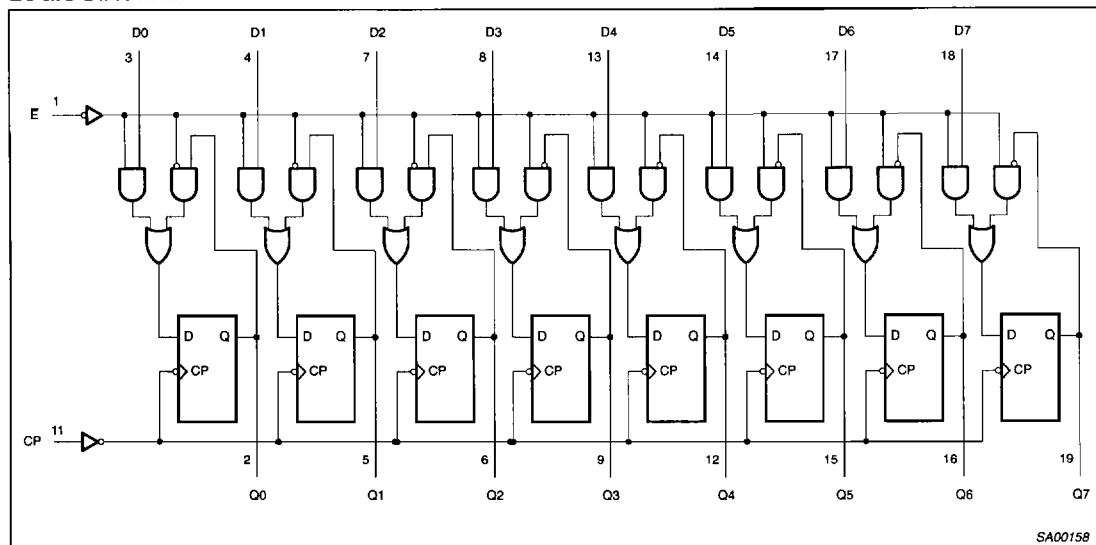 D0 D1 D2 D3 D4 D5 D6 D7
3 4 7 8 13 14 17 18
E 1
D Q D Q D Q D Q D Q D Q D Q D Q
CP CP CP CP CP CP CP CP
CP 11
2 5 6 9 12 15 16 19
Q0 Q1 Q2 Q3 Q4 Q5 Q6 Q7
SA00158